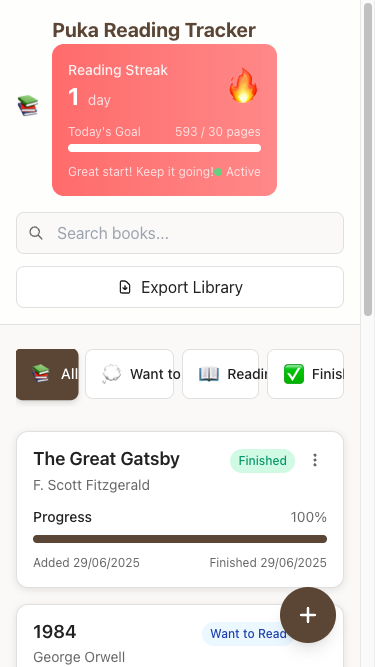 Puka Reading Tracker
Reading Streak
1 day
Today's Goal 593 / 30 pages
Great start! Keep it going! Active
Search books...
Export Library
All Want to Readin Finis
The Great Gatsby Finished
F. Scott Fitzgerald
Progress 100%
Added 29/06/2025 Finished 29/06/2025
1984 Want to Read
George Orwell